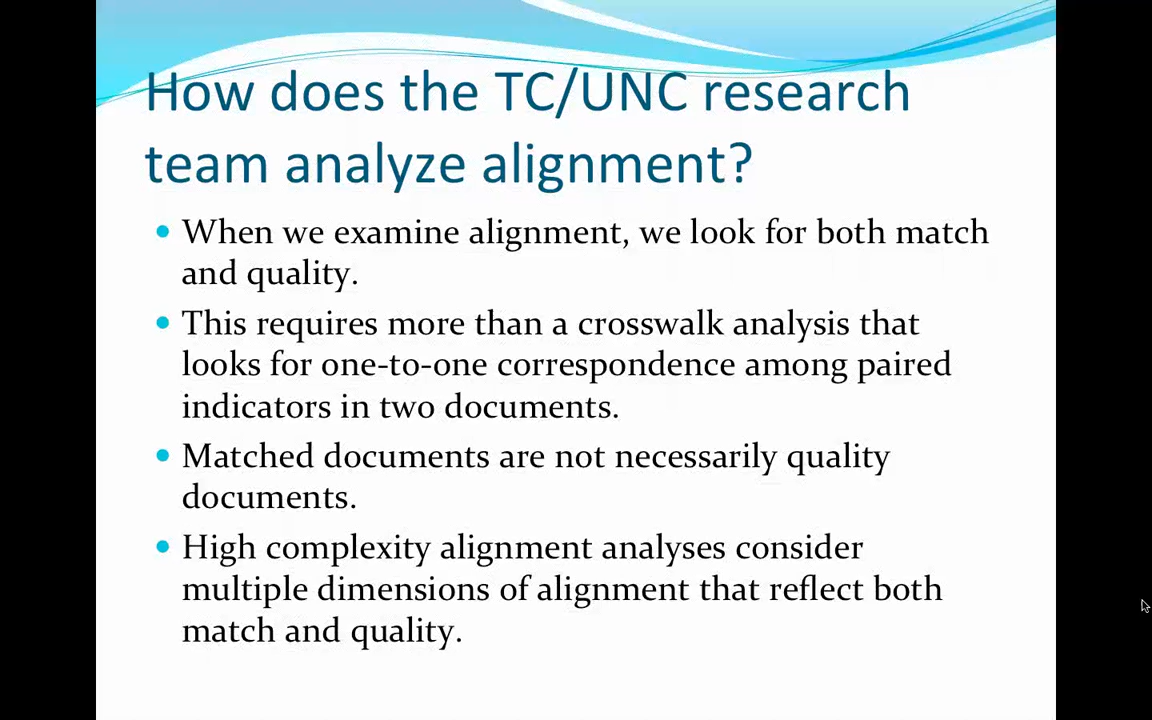 How does the TC/UNC research
team analyze alignment?
• When we examine alignment, we look for both match
and quality.
• This requires more than a crosswalk analysis that
looks for one-to-one correspondence among paired
indicators in two documents.
• Matched documents are not necessarily quality
documents.
• High complexity alignment analyses consider
multiple dimensions of alignment that reflect both
match and quality.